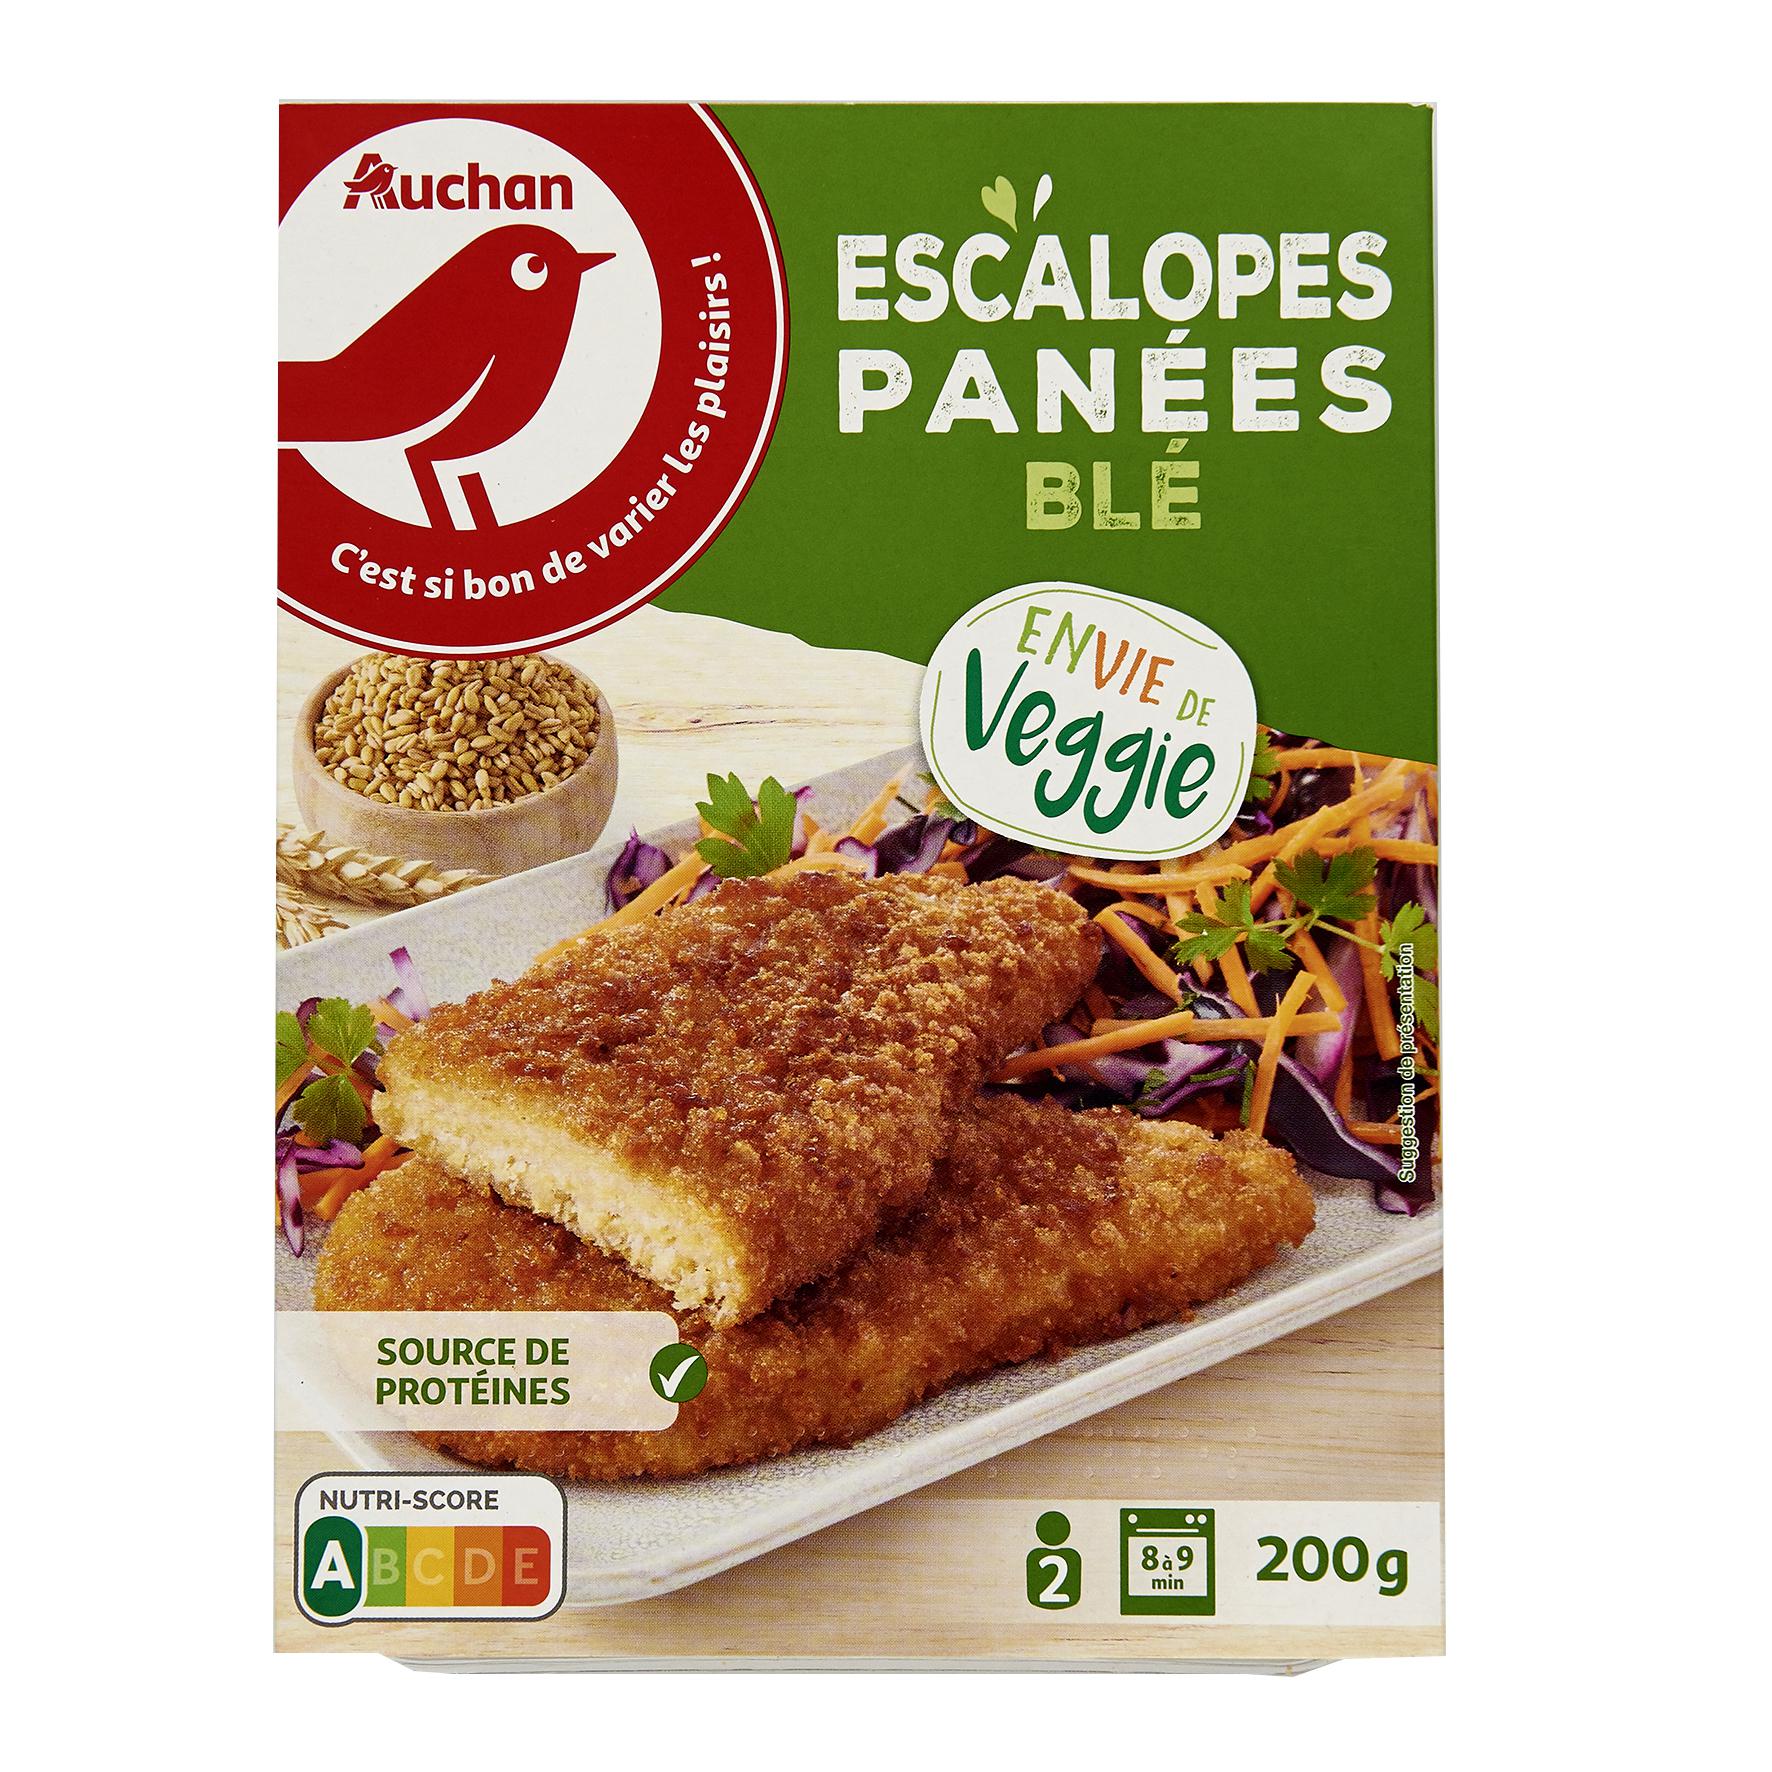 Auchan
C'est si bon de varier les plaisirs !
ESCALOPES
PANÉES
BLÉ
ENVIE DE
Veggie
Suggestion de présentation
SOURCE DE
PROTÉINES
NUTRI-SCORE
A B C D E
2
8 à 9
min
200g